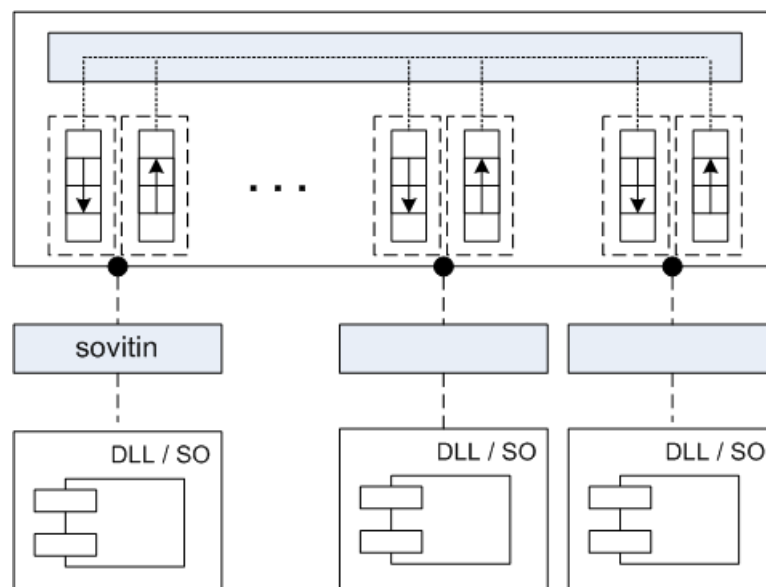 . . .
sovitin
DLL / SO
DLL / SO
DLL / SO